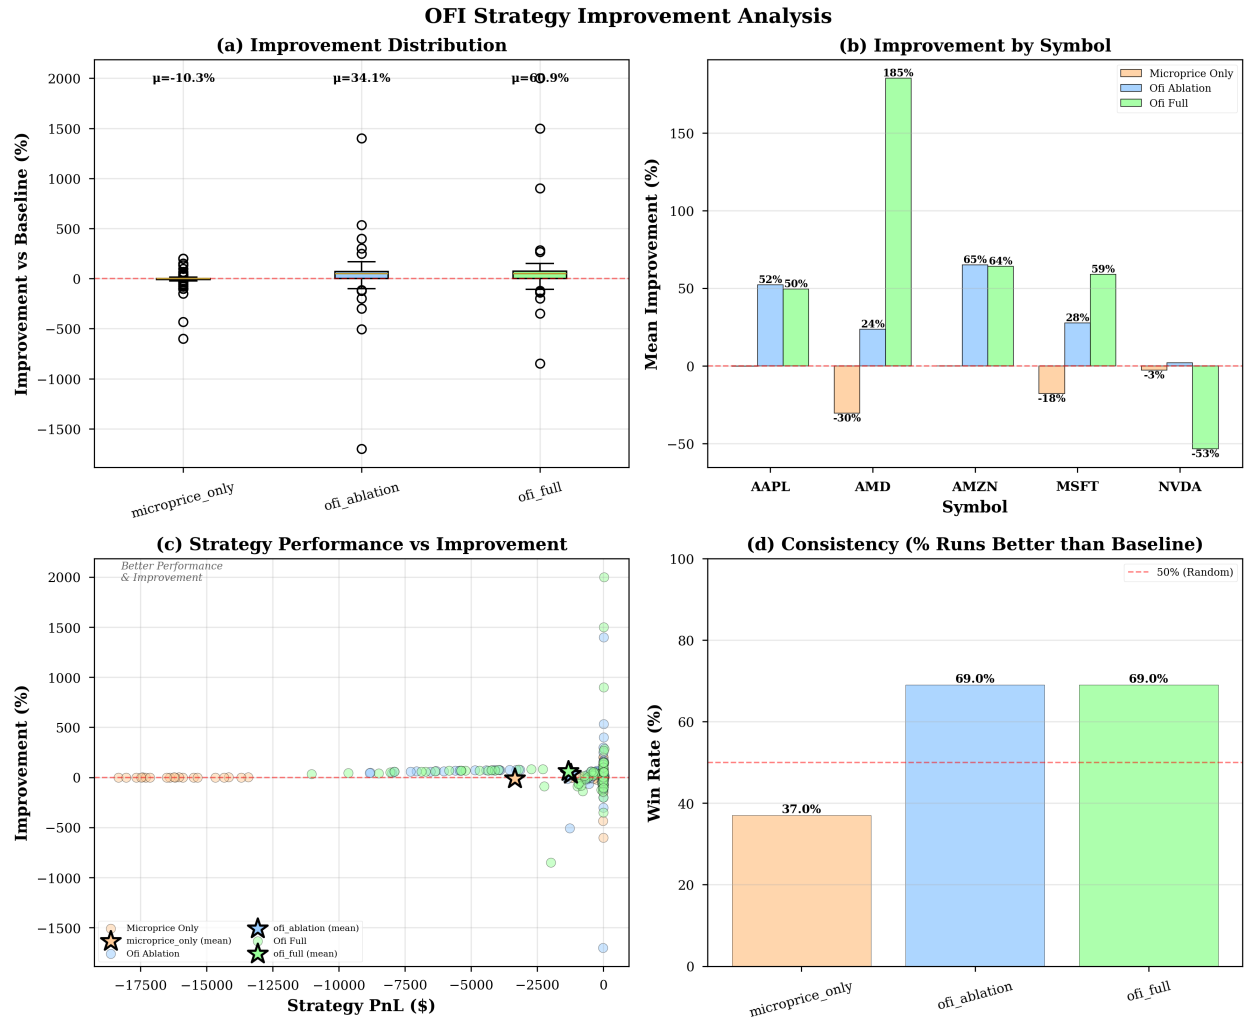 OFI Strategy Improvement Analysis
(a) Improvement Distribution
Improvement vs Baseline (%)
2000
1500
1000
500
0
−500
−1000
−1500
μ=-10.3%
μ=34.1%
μ=60.9%
microprice_only
ofi_ablation
ofi_full
(b) Improvement by Symbol
Mean Improvement (%)
150
100
50
0
−50
Microprice Only
Ofi Ablation
Ofi Full
52%
50%
-30%
24%
185%
65%
64%
-18%
28%
59%
-3%
-53%
AAPL
AMD
AMZN
MSFT
NVDA
Symbol
(c) Strategy Performance vs Improvement
Better Performance
& Improvement
Improvement (%)
2000
1500
1000
500
0
−500
−1000
−1500
Microprice Only
microprice_only (mean)
Ofi Ablation
ofi_ablation (mean)
Ofi Full
ofi_full (mean)
−17500
−15000
−12500
−10000
−7500
−5000
−2500
0
Strategy PnL ($)
(d) Consistency (% Runs Better than Baseline)
Win Rate (%)
100
80
60
40
20
0
50% (Random)
37.0%
69.0%
69.0%
microprice_only
ofi_ablation
ofi_full